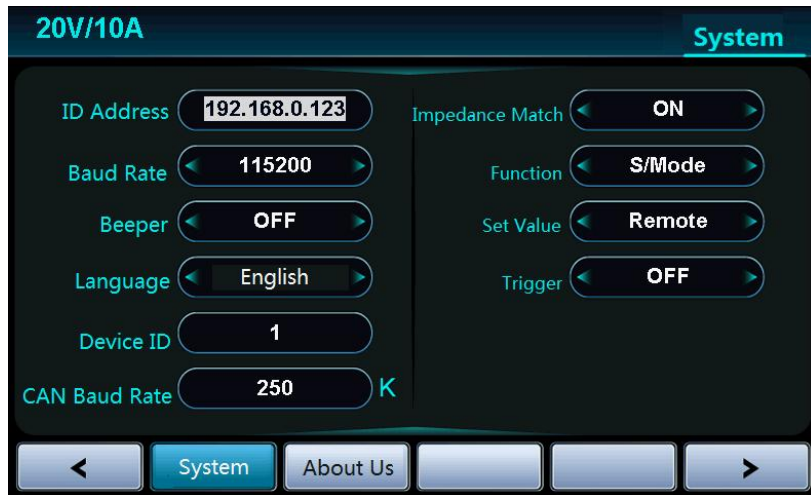 20V/10A
System
ID Address 192.168.0.123
Baud Rate < 115200 >
Beeper < OFF >
Language < English >
Device ID 1
CAN Baud Rate 250 K
Impedance Match < ON >
Function < S/Mode >
Set Value < Remote >
Trigger < OFF >
< System About Us >